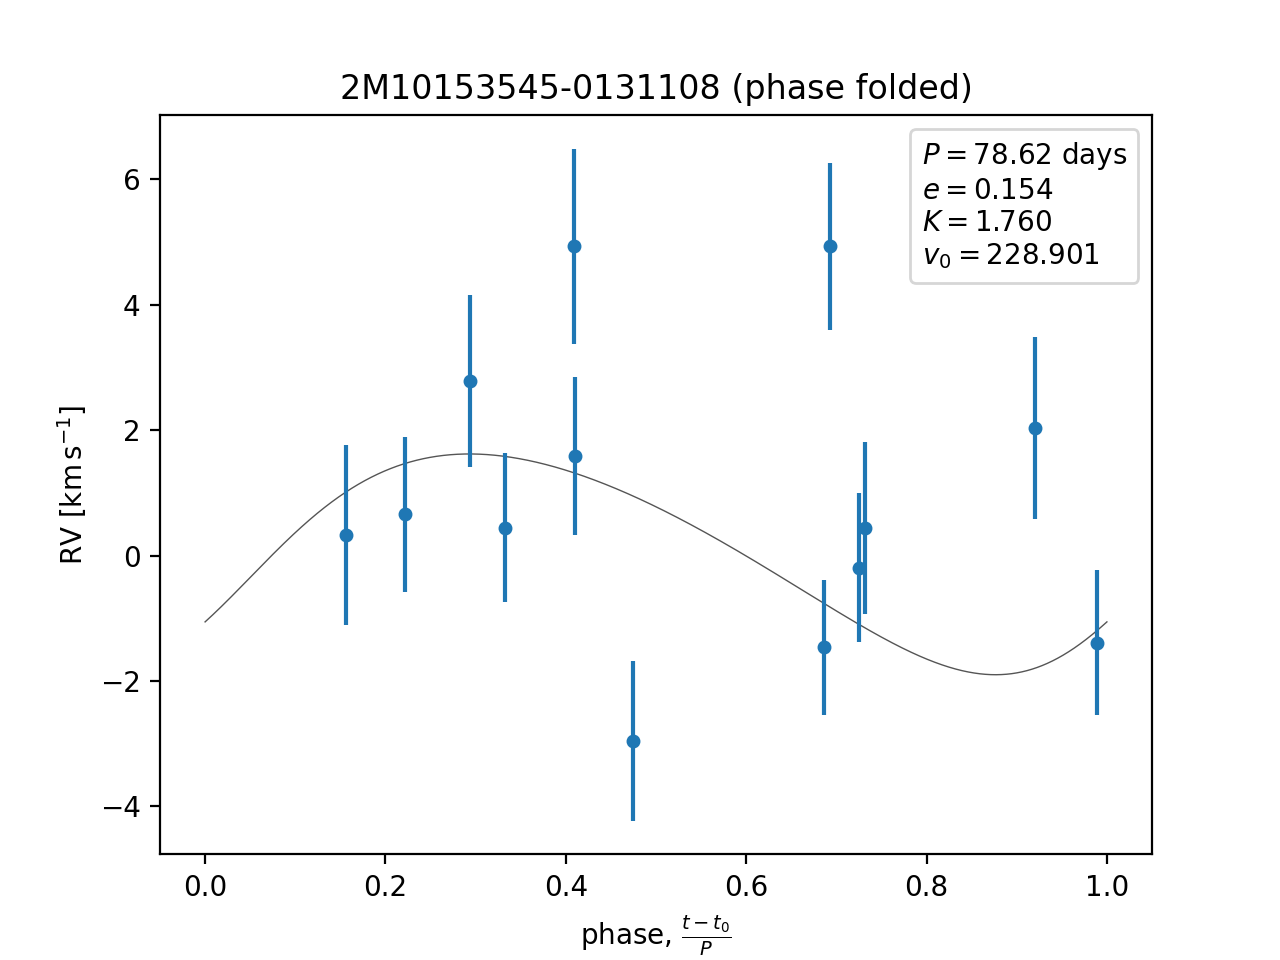 2M10153545-0131108 (phase folded)
P = 78.62 days
e = 0.154
K = 1.760
v₀ = 228.901
6
4
2
0
−2
−4
RV [km s⁻¹]
0.0 0.2 0.4 0.6 0.8 1.0
phase, (t − t₀)/P